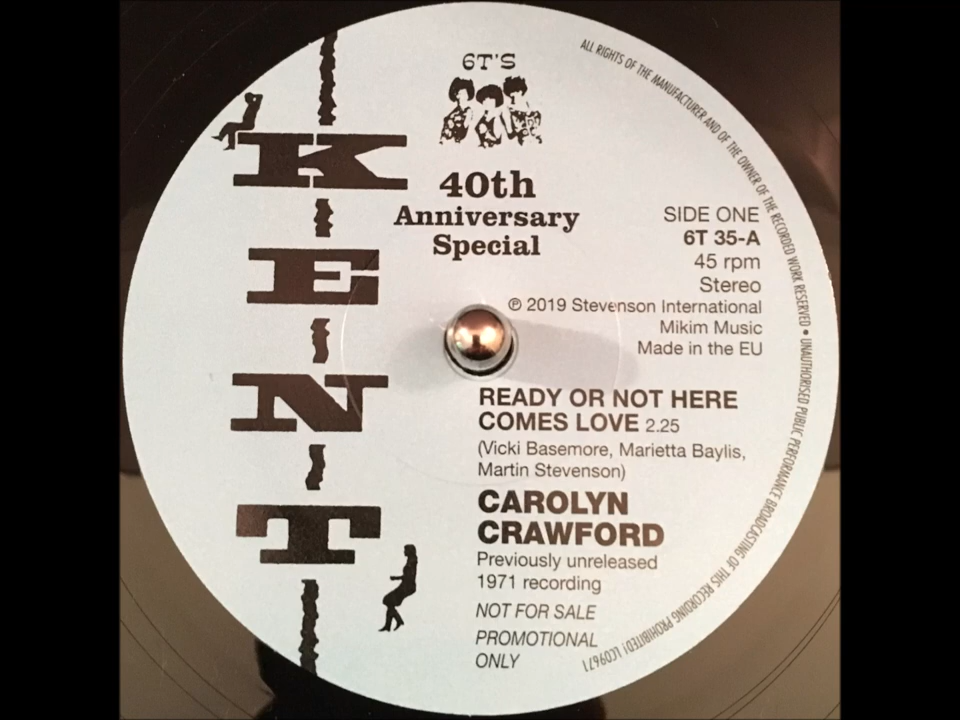 6T'S
KENT
40th
Anniversary
Special
SIDE ONE
6T 35-A
45 rpm
Stereo
℗ 2019 Stevenson International
Mikim Music
Made in the EU
READY OR NOT HERE
COMES LOVE 2.25
(Vicki Basemore, Marietta Baylis,
Martin Stevenson)
CAROLYN
CRAWFORD
Previously unreleased
1971 recording
NOT FOR SALE
PROMOTIONAL
ONLY
ALL RIGHTS OF THE MANUFACTURER AND OF THE OWNER OF THE RECORDED WORK RESERVED • UNAUTHORISED PUBLIC PERFORMANCE BROADCASTING OF THIS RECORDING PROHIBITED! LC09671